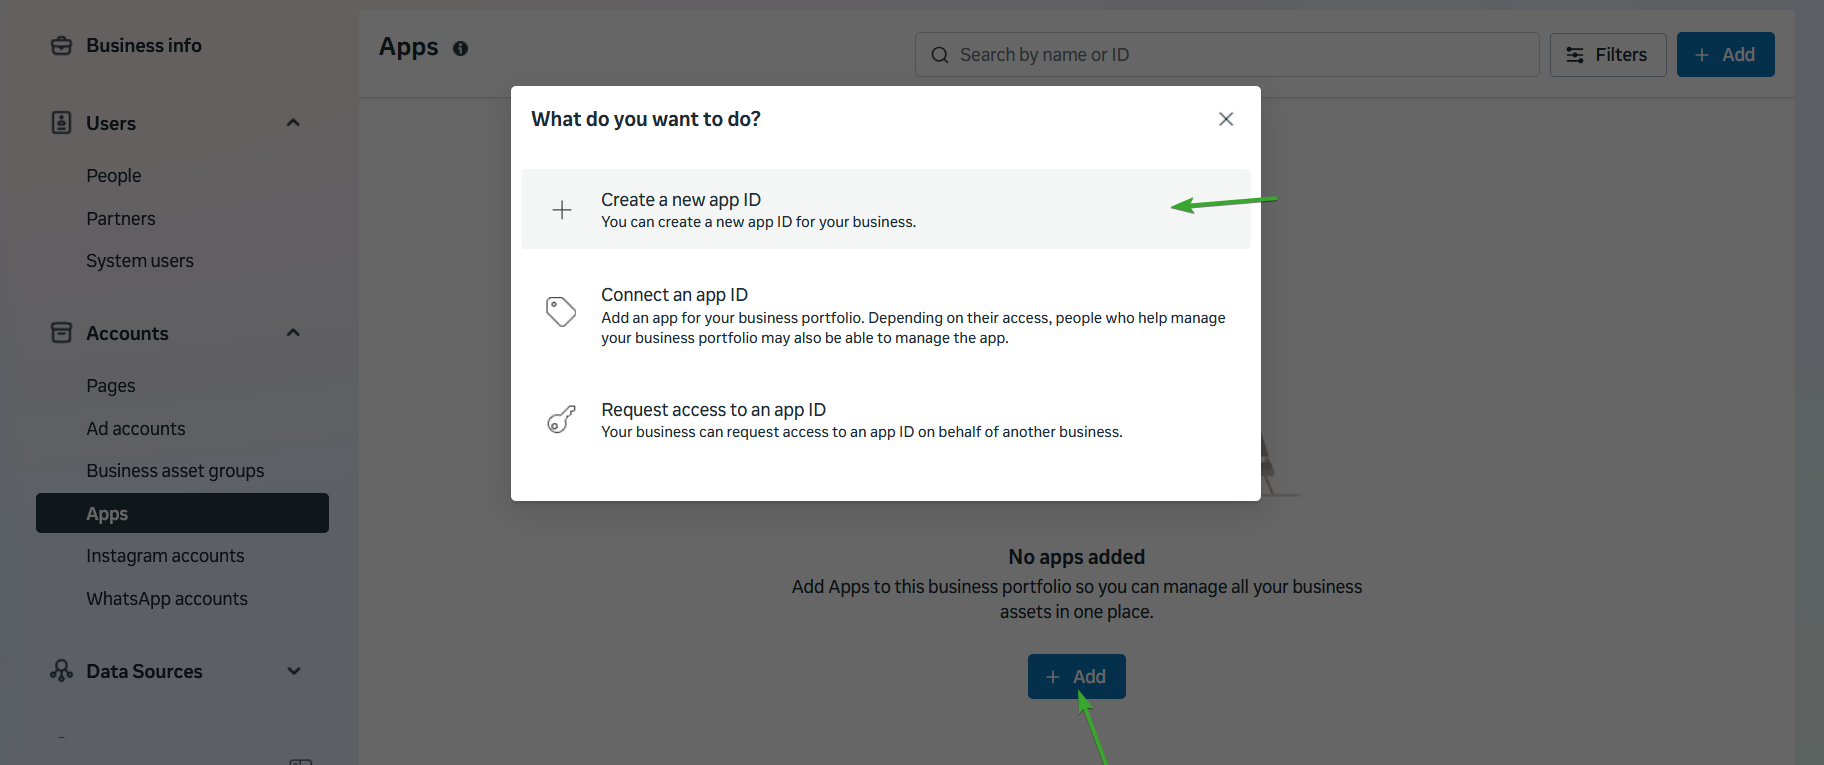 Business info
Users
People
Partners
System users
Accounts
Pages
Ad accounts
Business asset groups
Apps
Instagram accounts
WhatsApp accounts
Data Sources
Apps
Search by name or ID
Filters
+ Add
What do you want to do?
Create a new app ID
You can create a new app ID for your business.
Connect an app ID
Add an app for your business portfolio. Depending on their access, people who help manage
your business portfolio may also be able to manage the app.
Request access to an app ID
Your business can request access to an app ID on behalf of another business.
No apps added
Add Apps to this business portfolio so you can manage all your business
assets in one place.
+ Add